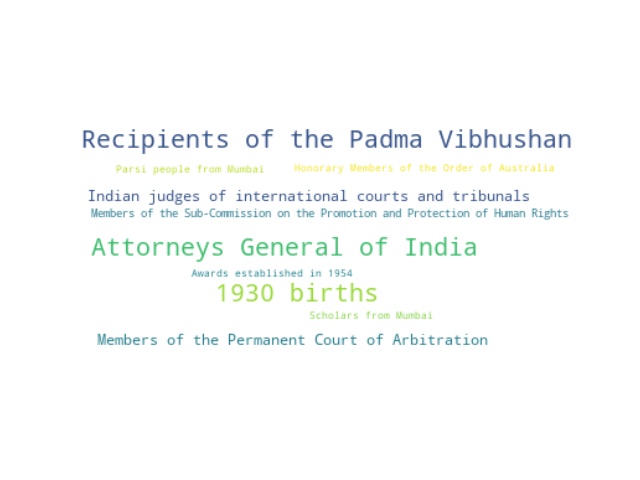 Recipients of the Padma Vibhushan
Parsi people from Mumbai
Honorary Members of the Order of Australia
Indian judges of international courts and tribunals
Members of the Sub-Commission on the Promotion and Protection of Human Rights
Attorneys General of India
Awards established in 1954
1930 births
Scholars from Mumbai
Members of the Permanent Court of Arbitration